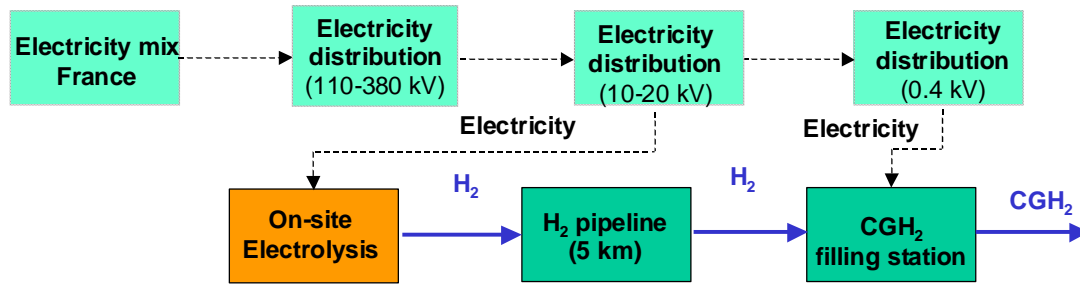 Electricity mix
France
Electricity
distribution
(110-380 kV)
Electricity
distribution
(10-20 kV)
Electricity
distribution
(0.4 kV)
Electricity
Electricity
On-site
Electrolysis
H₂
H₂ pipeline
(5 km)
H₂
CGH₂
filling station
CGH₂